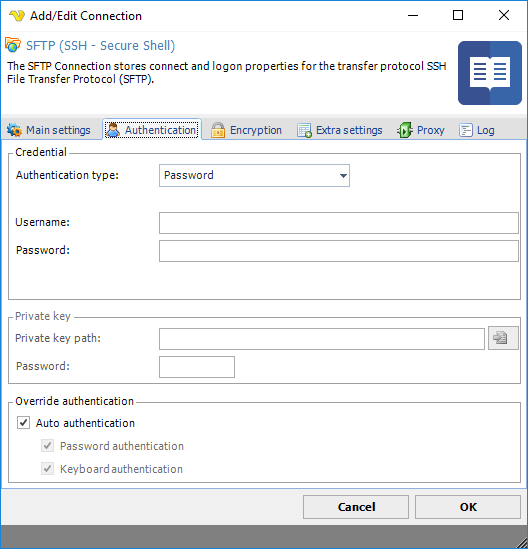 Add/Edit Connection
SFTP (SSH - Secure Shell)
The SFTP Connection stores connect and logon properties for the transfer protocol SSH
File Transfer Protocol (SFTP).
Main settings Authentication Encryption Extra settings Proxy Log
Credential
Authentication type: Password
Username:
Password:
Private key
Private key path:
Password:
Override authentication
Auto authentication
Password authentication
Keyboard authentication
Cancel OK